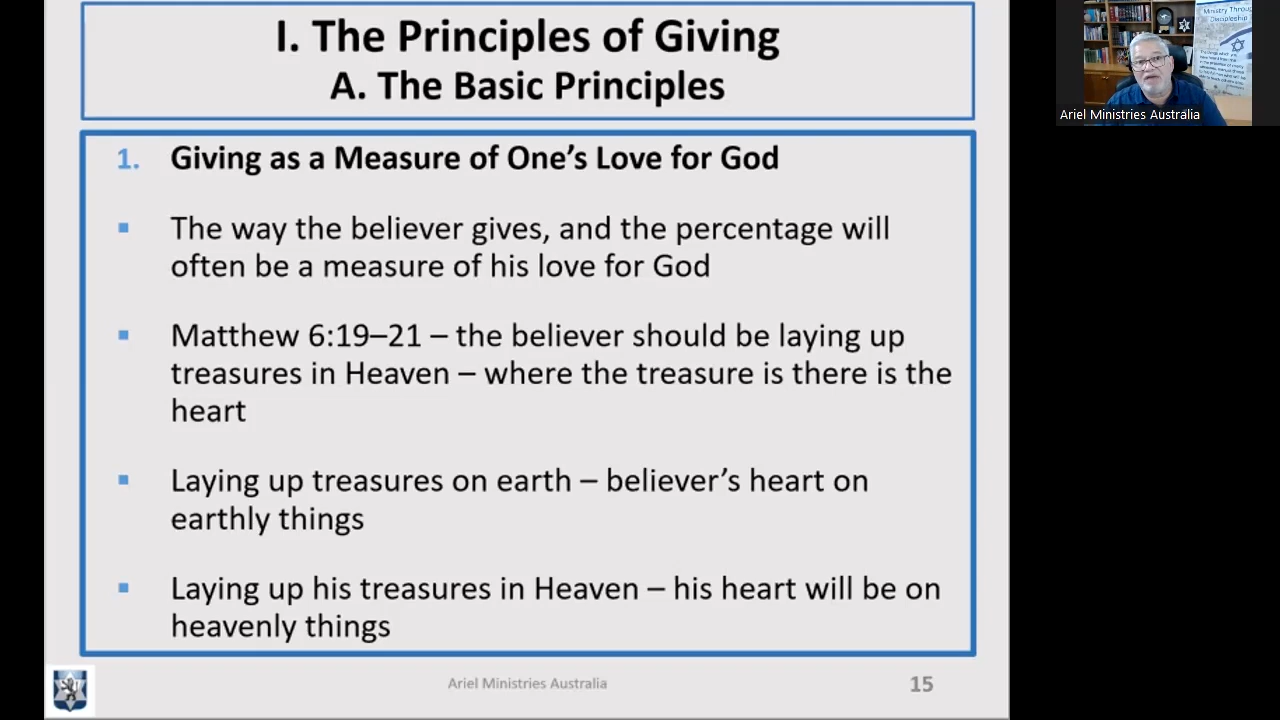 I. The Principles of Giving
A. The Basic Principles
1. Giving as a Measure of One's Love for God
▪ The way the believer gives, and the percentage will
often be a measure of his love for God
▪ Matthew 6:19–21 – the believer should be laying up
treasures in Heaven – where the treasure is there is the
heart
▪ Laying up treasures on earth – believer's heart on
earthly things
▪ Laying up his treasures in Heaven – his heart will be on
heavenly things
Ariel Ministries Australia
15
Ministry Through
Discipleship
Ariel Ministries Australia